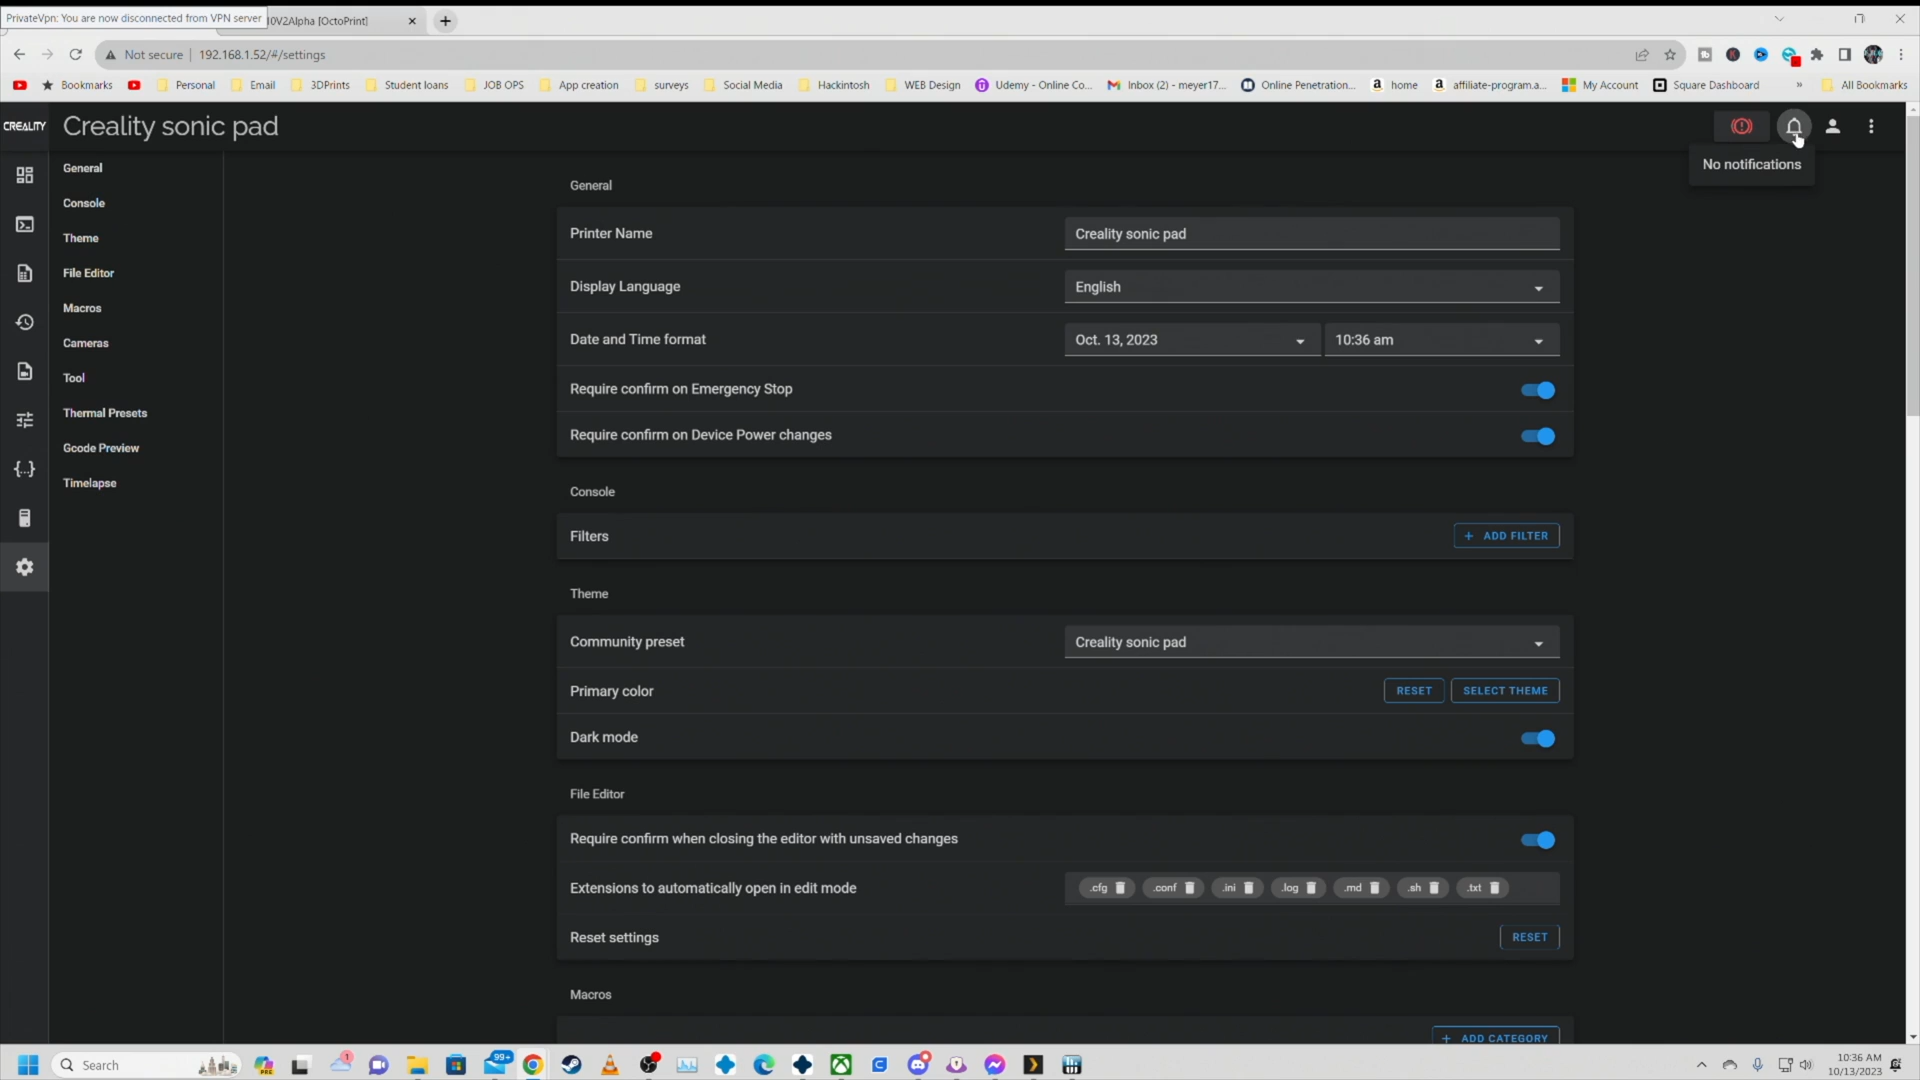 PrivateVpn: You are now disconnected from VPN server
0V2Alpha [OctoPrint]
Not secure
192.168.1.52/#/settings
Bookmarks
Personal
Email
3DPrints
Student loans
JOB OPS
App creation
surveys
Social Media
Hackintosh
WEB Design
Udemy - Online Co...
Inbox (2) - meyer17...
Online Penetration...
home
affiliate-program.a...
My Account
Square Dashboard
»
All Bookmarks
CREALITY
Creality sonic pad
No notifications
General
Console
Theme
File Editor
Macros
Cameras
Tool
Thermal Presets
Gcode Preview
Timelapse
General
Printer Name
Creality sonic pad
Display Language
English
Date and Time format
Oct. 13, 2023
10:36 am
Require confirm on Emergency Stop
Require confirm on Device Power changes
Console
Filters
+ ADD FILTER
Theme
Community preset
Creality sonic pad
Primary color
RESET
SELECT THEME
Dark mode
File Editor
Require confirm when closing the editor with unsaved changes
Extensions to automatically open in edit mode
.cfg
.conf
.ini
.log
.md
.sh
.txt
Reset settings
RESET
Macros
+ ADD CATEGORY
Search
PRE
1
99+
10:36 AM
10/13/2023